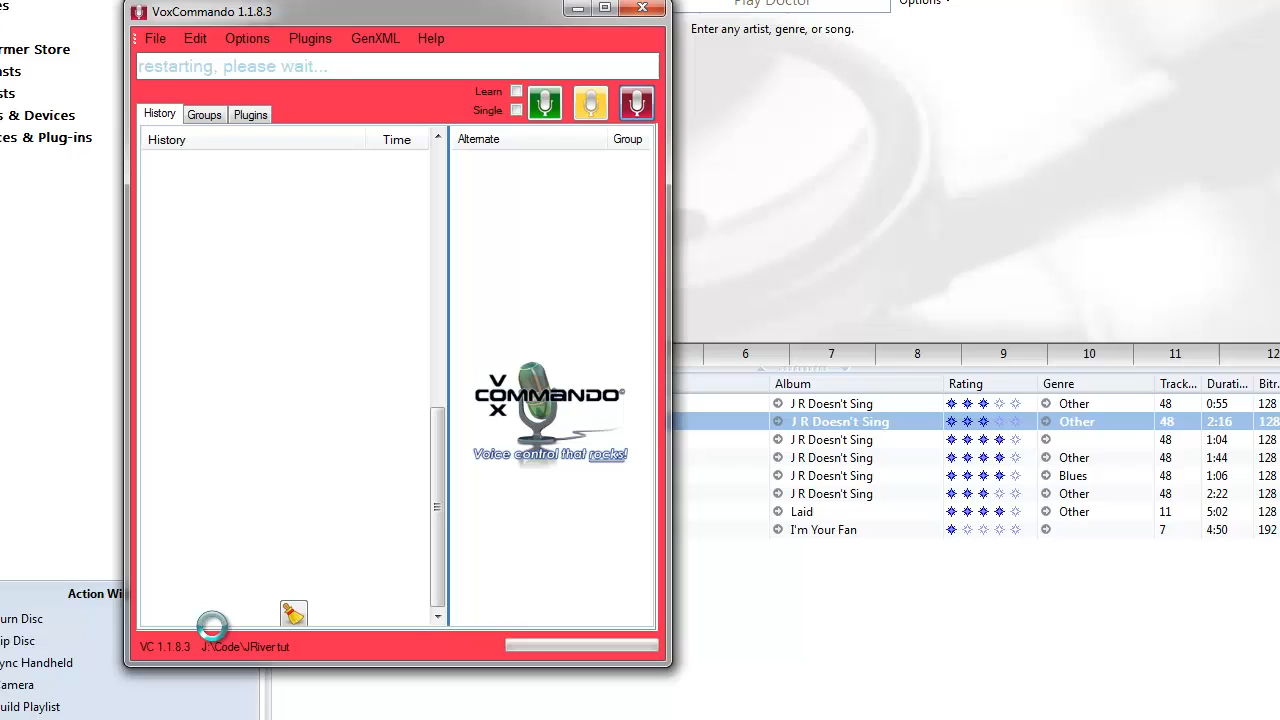 VoxCommando 1.1.8.3
File Edit Options Plugins GenXML Help
restarting, please wait...
Learn
Single
History Groups Plugins
History Time Alternate Group
VOX COMMANDO©
Voice control that rocks!
VC 1.1.8.3 J:\Code\JRiver tut
Play Doctor
Options
Enter any artist, genre, or song.
rmer Store
asts
ts
s & Devices
ces & Plug-ins
6 7 8 9 10 11 12
Album Rating Genre Track... Durati... Bitr
J R Doesn't Sing Other 48 0:55 128
J R Doesn't Sing Other 48 2:16 128
J R Doesn't Sing 48 1:04 128
J R Doesn't Sing Other 48 1:44 128
J R Doesn't Sing Blues 48 1:06 128
J R Doesn't Sing Other 48 2:22 128
Laid Other 11 5:02 128
I'm Your Fan 7 4:50 192
Action Wi
urn Disc
ip Disc
ync Handheld
amera
uild Playlist